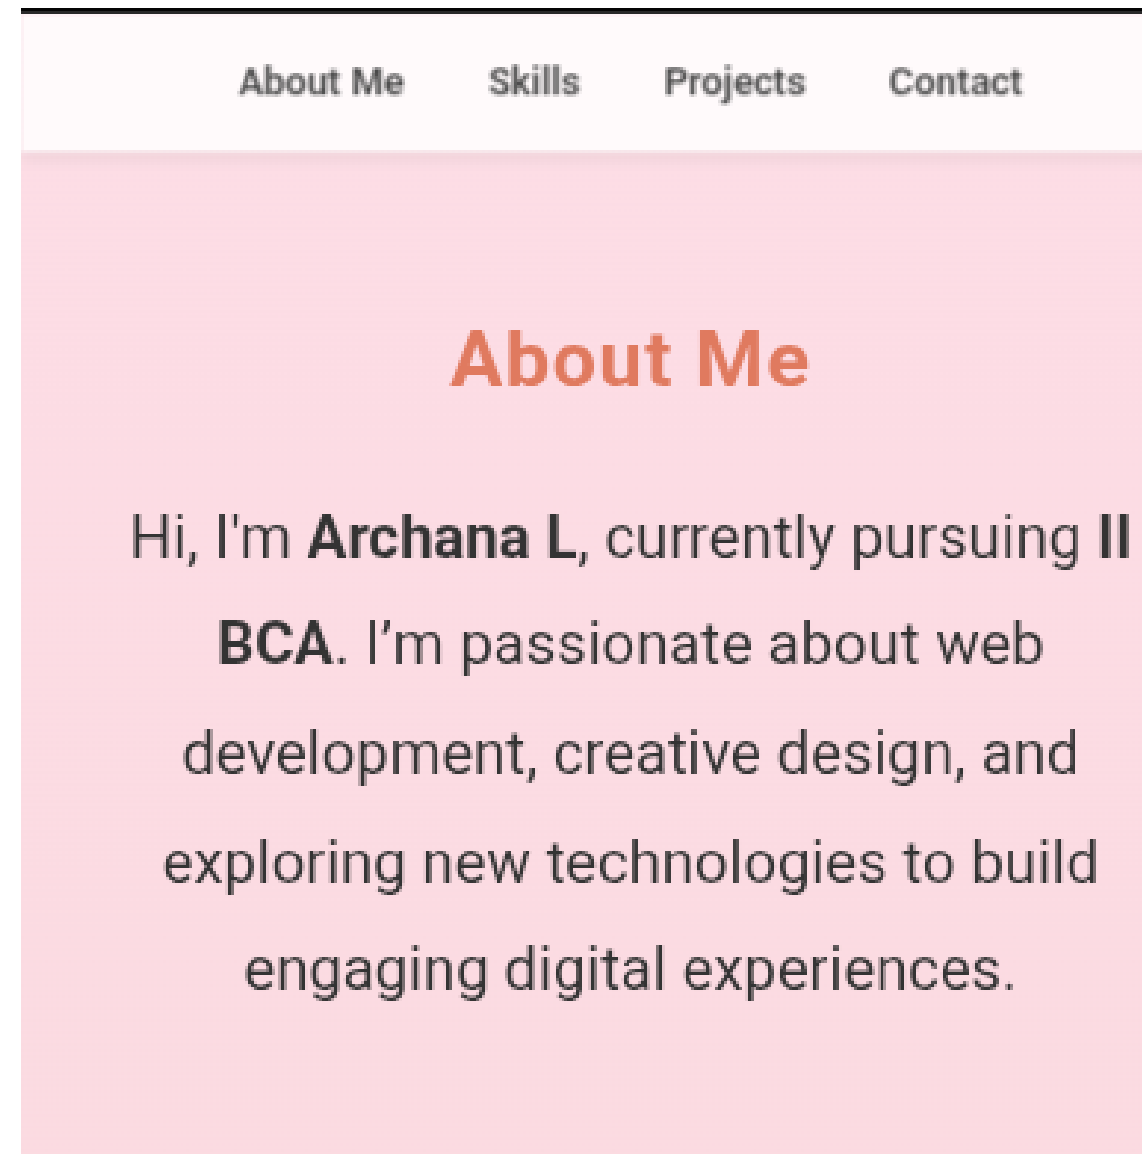 About Me Skills Projects Contact
About Me
Hi, I'm Archana L, currently pursuing II
BCA. I’m passionate about web
development, creative design, and
exploring new technologies to build
engaging digital experiences.